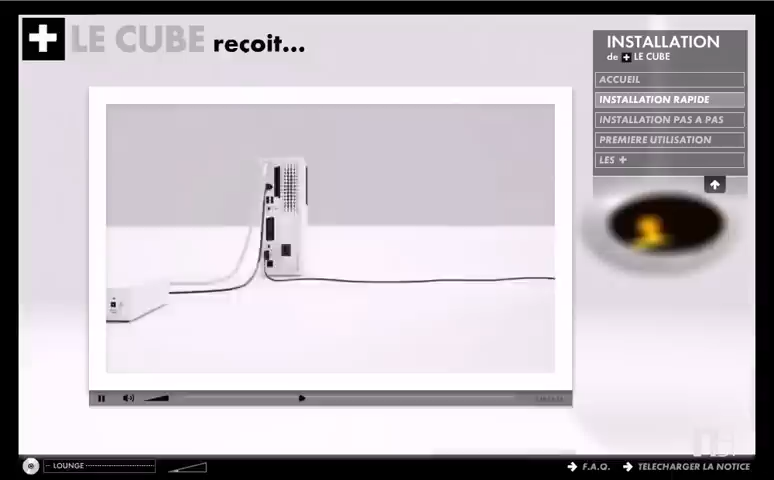 LE CUBE recoit...
INSTALLATION
de + LE CUBE
ACCUEIL
INSTALLATION RAPIDE
INSTALLATION PAS A PAS
PREMIERE UTILISATION
LES +
LOUNGE
F.A.Q.
TELECHARGER LA NOTICE